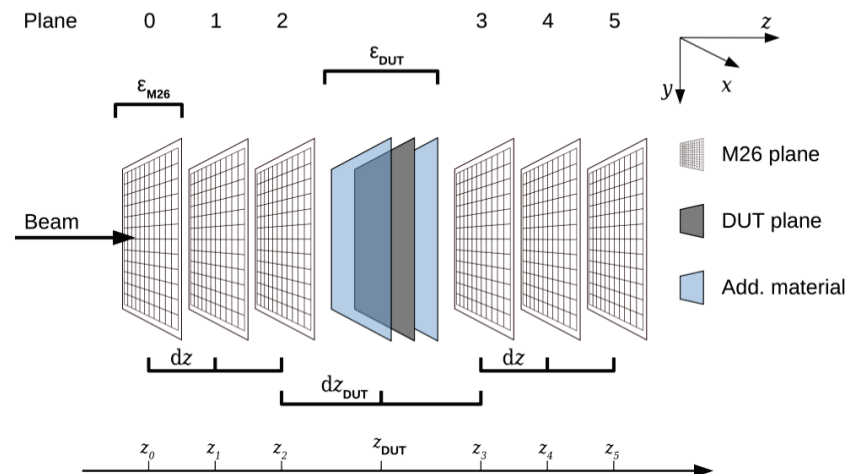 Plane 0 1 2 3 4 5
z
x
y
ε_DUT
ε_M26
M26 plane
Beam
DUT plane
Add. material
dz dz
dz_DUT
z_0 z_1 z_2 z_DUT z_3 z_4 z_5